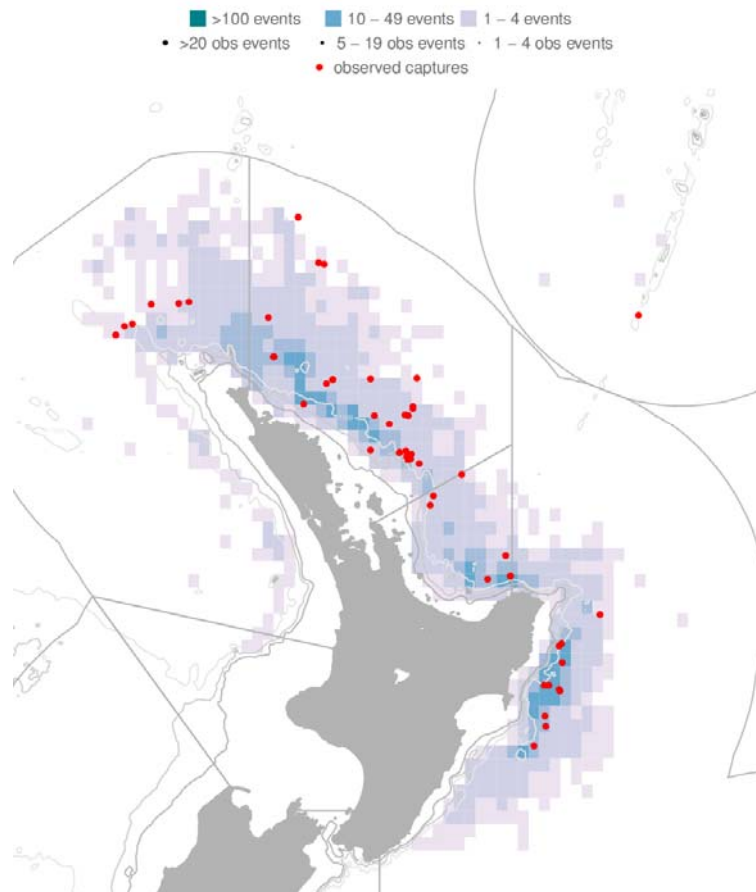 >100 events 10 – 49 events 1 – 4 events
>20 obs events 5 – 19 obs events 1 – 4 obs events
observed captures